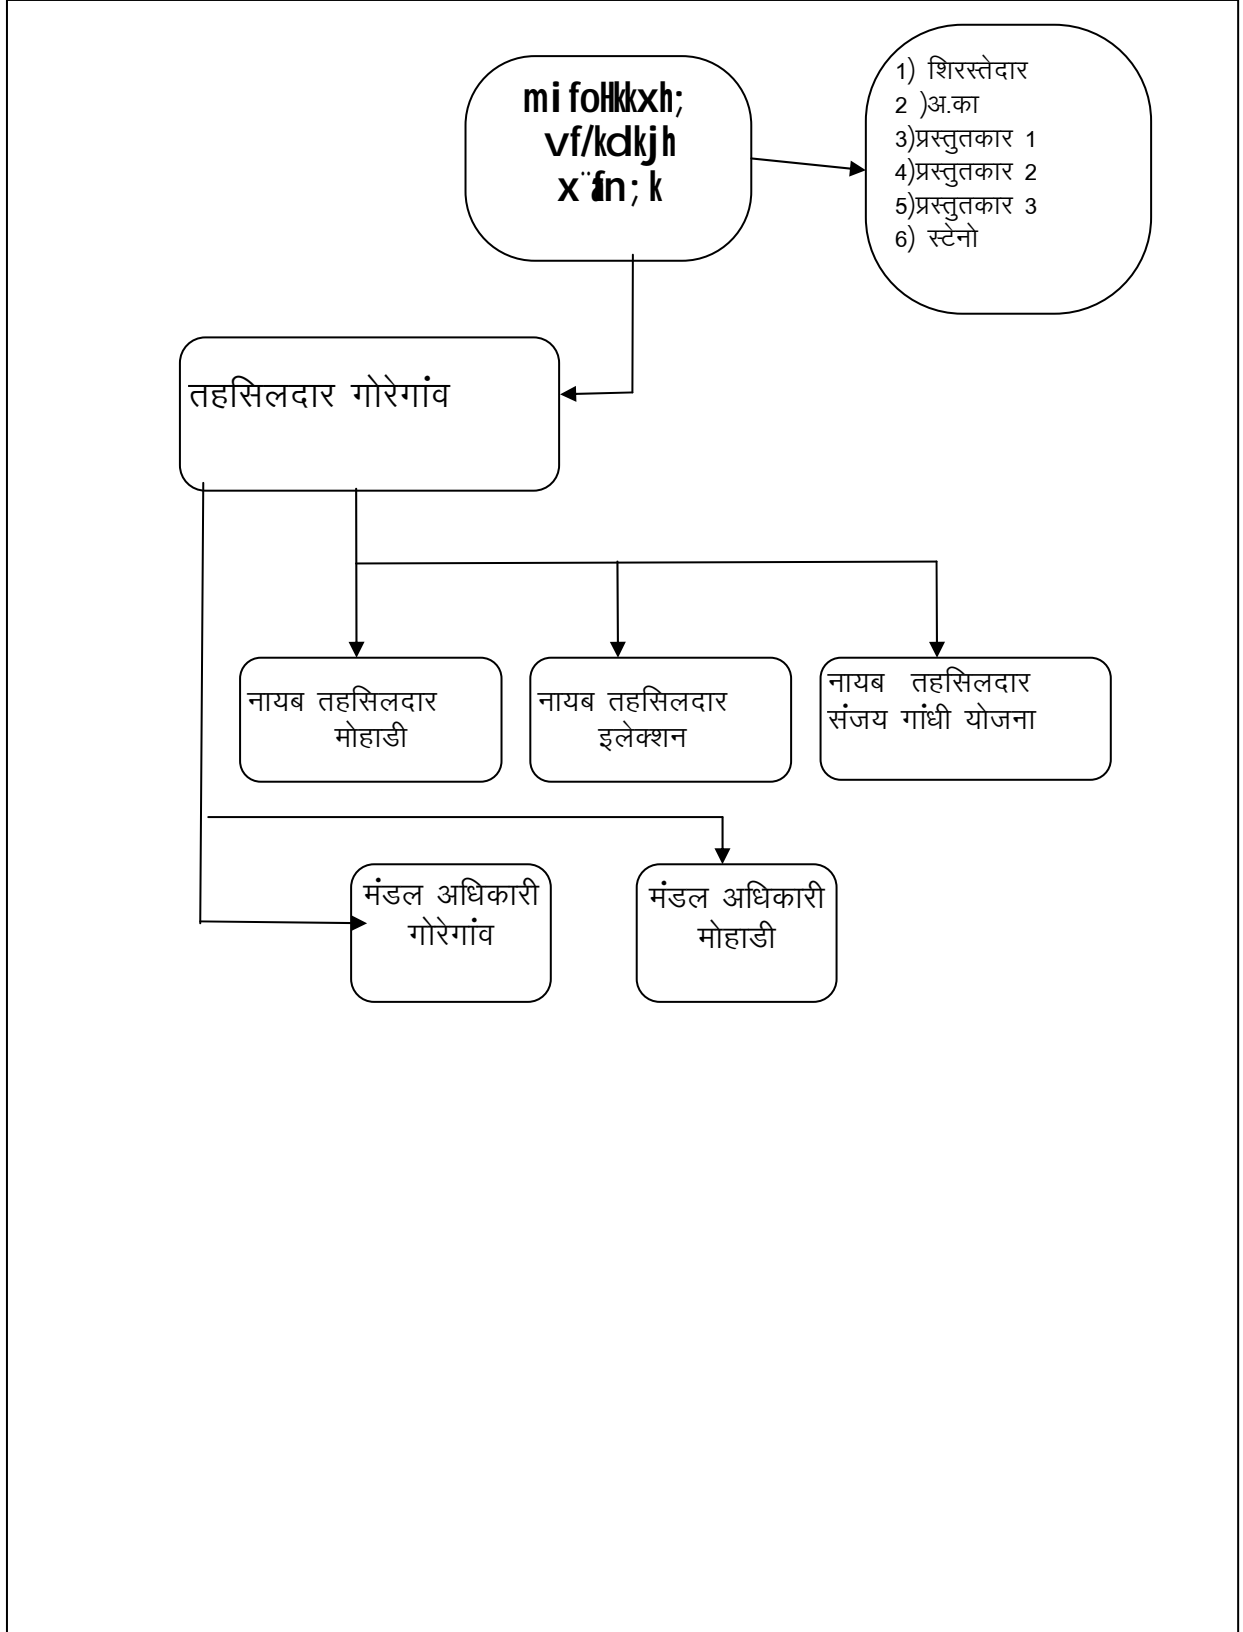 mi foHkkxh;
vf/kdkjh
x¨afn;k
1) शिरस्तेदार
2 )अ.का
3)प्रस्तुतकार 1
4)प्रस्तुतकार 2
5)प्रस्तुतकार 3
6) स्टेनो
तहसिलदार गोरेगांव
नायब तहसिलदार
मोहाडी
नायब तहसिलदार
इलेक्शन
नायब तहसिलदार
संजय गांधी योजना
मंडल अधिकारी
गोरेगांव
मंडल अधिकारी
मोहाडी